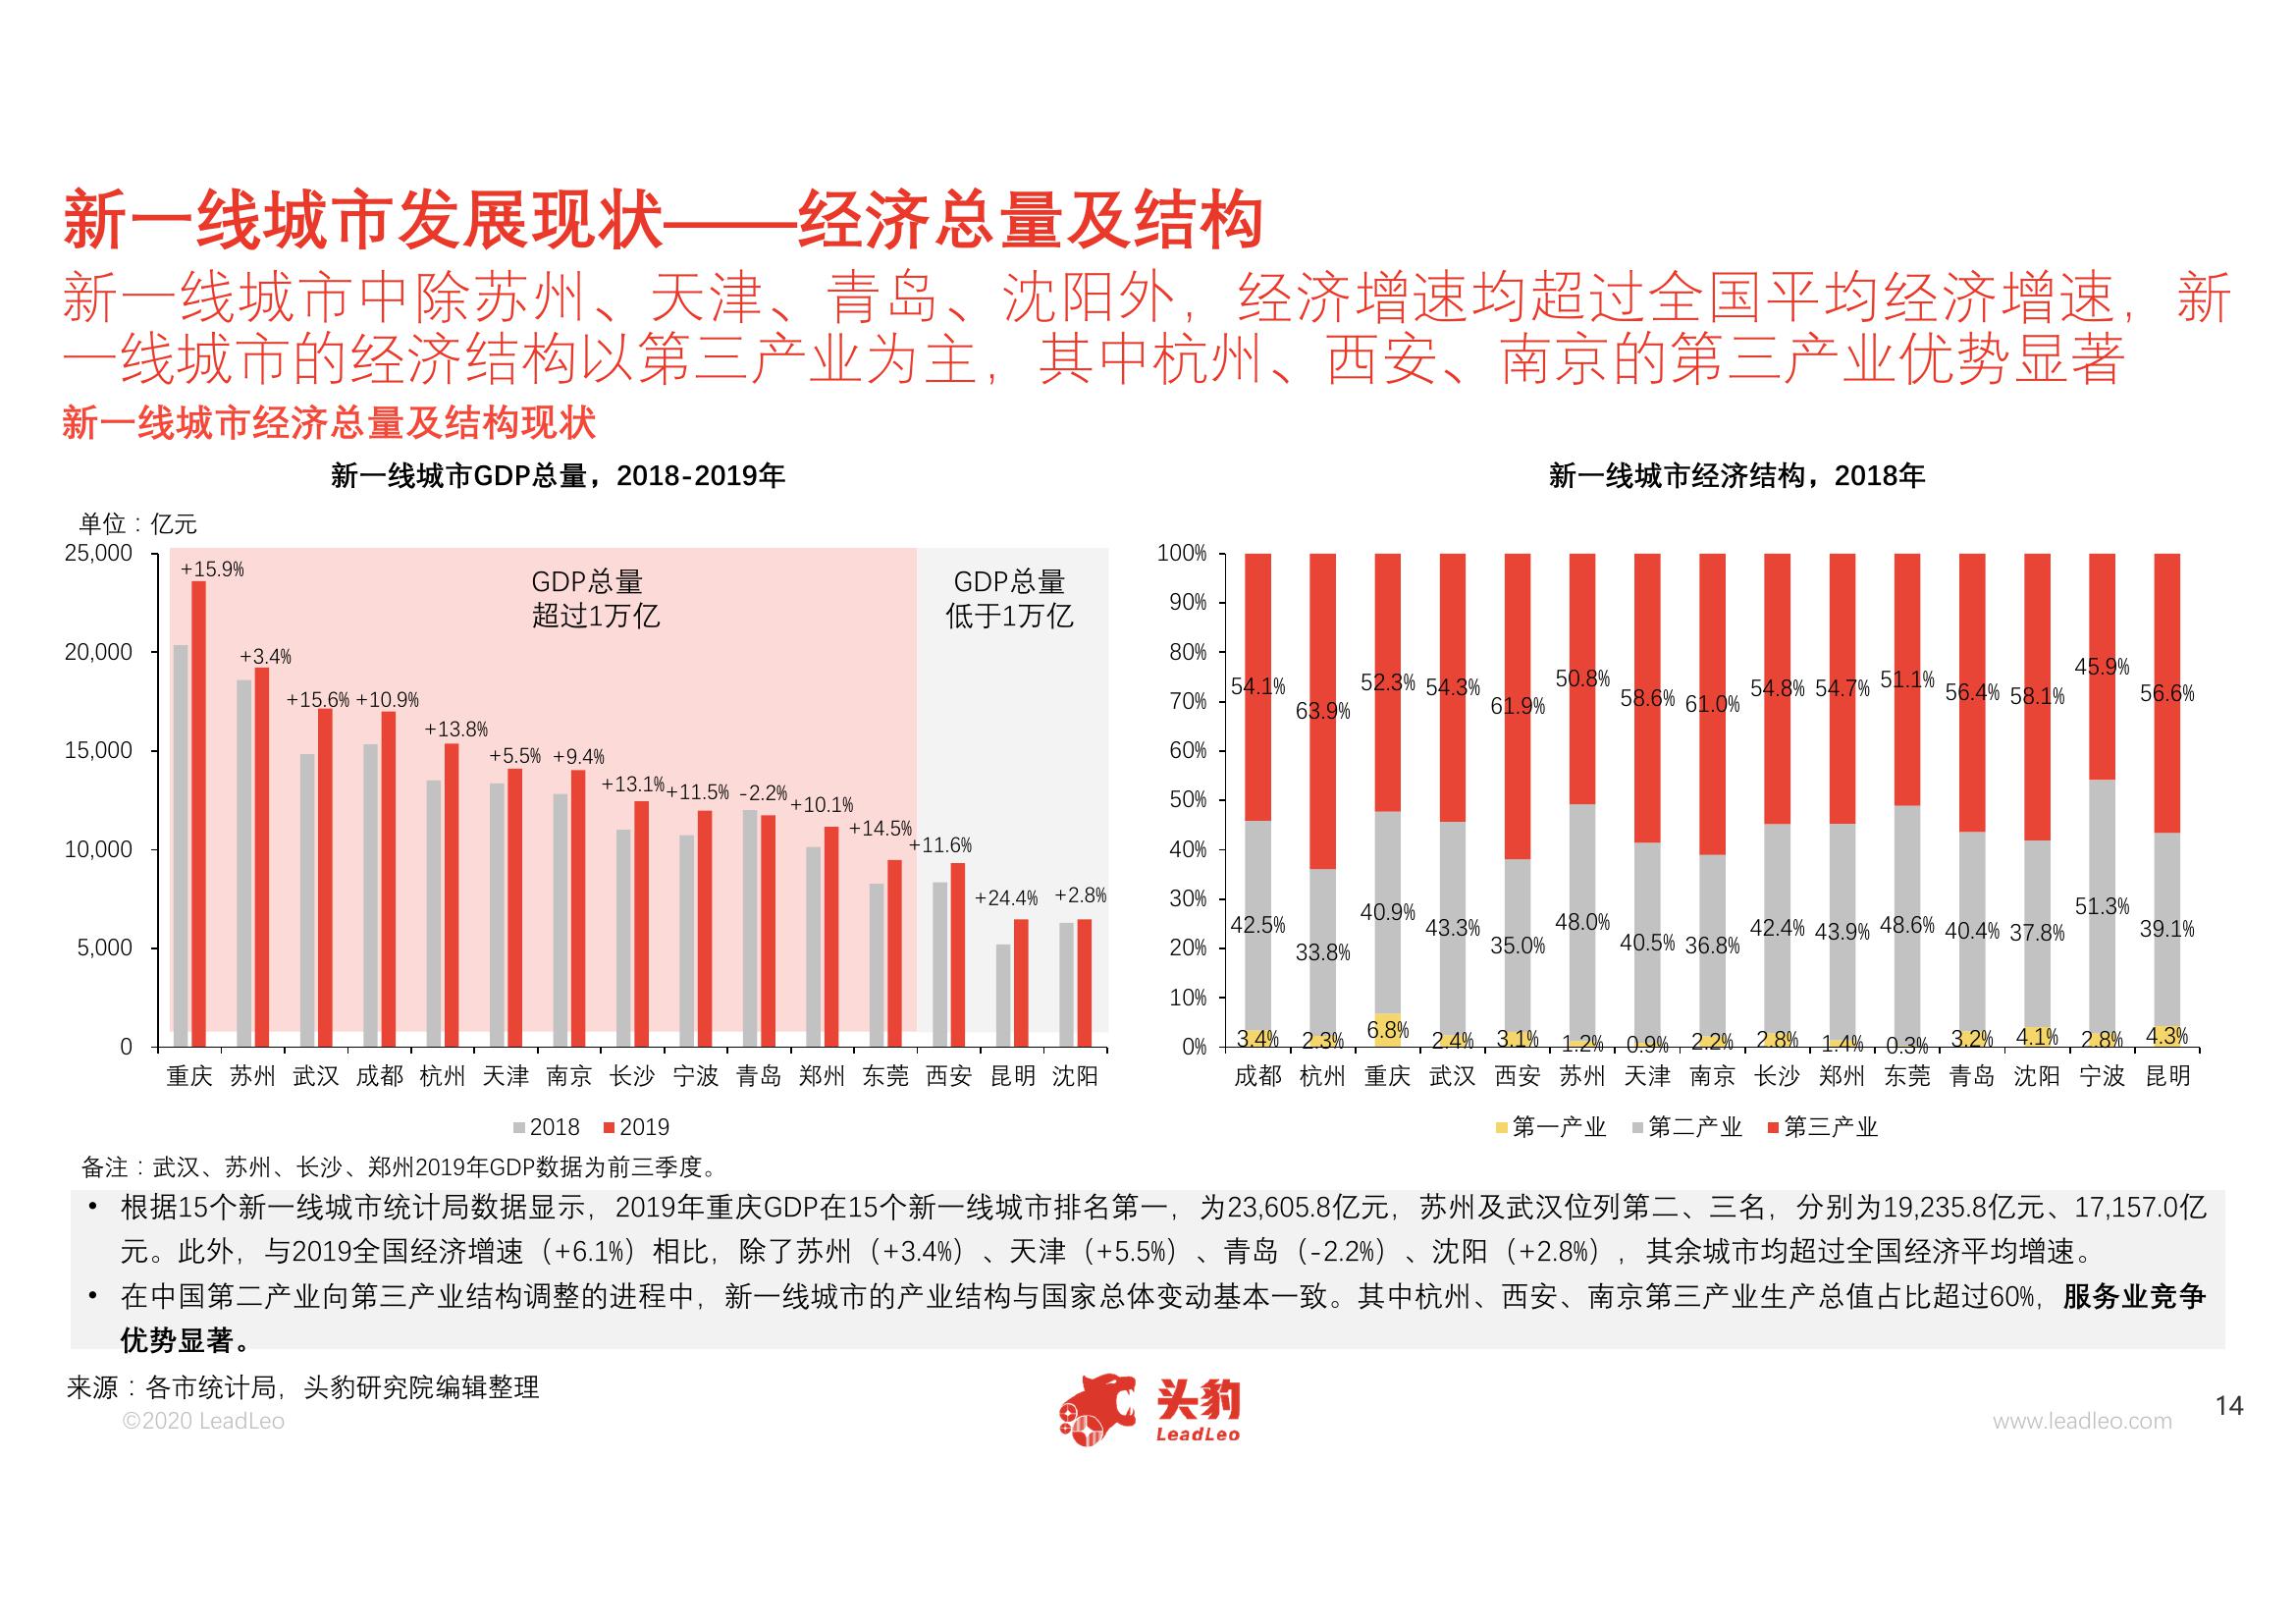 新一线城市发展现状——经济总量及结构
新一线城市中除苏州、天津、青岛、沈阳外，经济增速均超过全国平均经济增速，新
一线城市的经济结构以第三产业为主，其中杭州、西安、南京的第三产业优势显著
新一线城市经济总量及结构现状
新一线城市GDP总量，2018-2019年
单位：亿元
25,000
20,000
15,000
10,000
5,000
0
GDP总量
超过1万亿
GDP总量
低于1万亿
+15.9%
+3.4%
+15.6% +10.9%
+13.8%
+5.5% +9.4%
+13.1% +11.5% -2.2% +10.1%
+14.5%
+11.6%
+24.4% +2.8%
重庆 苏州 武汉 成都 杭州 天津 南京 长沙 宁波 青岛 郑州 东莞 西安 昆明 沈阳
2018 2019
新一线城市经济结构，2018年
100%
90%
80%
70%
60%
50%
40%
30%
20%
10%
0%
54.1% 63.9% 52.3% 54.3% 61.9% 50.8% 58.6% 61.0% 54.8% 54.7% 51.1% 56.4% 58.1% 45.9% 56.6%
42.5% 33.8% 40.9% 43.3% 35.0% 48.0% 40.5% 36.8% 42.4% 43.9% 48.6% 40.4% 37.8% 51.3% 39.1%
3.4% 2.3% 6.8% 2.4% 3.1% 1.2% 0.9% 2.2% 2.8% 1.4% 0.3% 3.2% 4.1% 2.8% 4.3%
成都 杭州 重庆 武汉 西安 苏州 天津 南京 长沙 郑州 东莞 青岛 沈阳 宁波 昆明
第一产业 第二产业 第三产业
备注：武汉、苏州、长沙、郑州2019年GDP数据为前三季度。
• 根据15个新一线城市统计局数据显示，2019年重庆GDP在15个新一线城市排名第一，为23,605.8亿元，苏州及武汉位列第二、三名，分别为19,235.8亿元、17,157.0亿
元。此外，与2019全国经济增速（+6.1%）相比，除了苏州（+3.4%）、天津（+5.5%）、青岛（-2.2%）、沈阳（+2.8%），其余城市均超过全国经济平均增速。
• 在中国第二产业向第三产业结构调整的进程中，新一线城市的产业结构与国家总体变动基本一致。其中杭州、西安、南京第三产业生产总值占比超过60%，服务业竞争
优势显著。
来源：各市统计局，头豹研究院编辑整理
©2020 LeadLeo
头豹
LeadLeo
www.leadleo.com
14